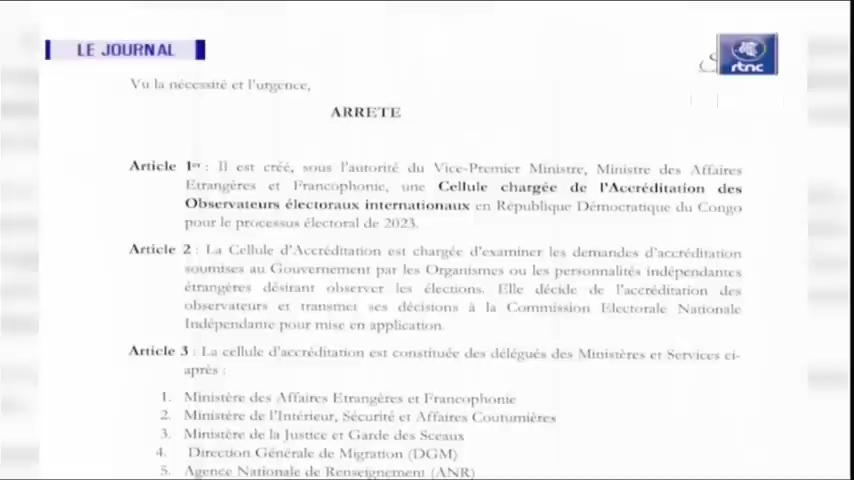 LE JOURNAL
rtnc
Vu la nécessité et l'urgence,
ARRETE
Article 1er : Il est créé, sous l'autorité du Vice-Premier Ministre, Ministre des Affaires
Etrangères et Francophonie, une Cellule chargée de l'Accréditation des
Observateurs électoraux internationaux en République Démocratique du Congo
pour le processus électoral de 2023.
Article 2 : La Cellule d'Accréditation est chargée d'examiner les demandes d'accréditation
soumises au Gouvernement par les Organismes ou les personnalités indépendantes
étrangères désirant observer les élections. Elle décide de l'accréditation des
observateurs et transmet ses décisions à la Commission Electorale Nationale
Indépendante pour mise en application.
Article 3 : La cellule d'accréditation est constituée des délégués des Ministères et Services ci-
après :
1. Ministère des Affaires Etrangères et Francophonie
2. Ministère de l'Intérieur, Sécurité et Affaires Coutumières
3. Ministère de la Justice et Garde des Sceaux
4. Direction Générale de Migration (DGM)
5. Agence Nationale de Renseignement (ANR)